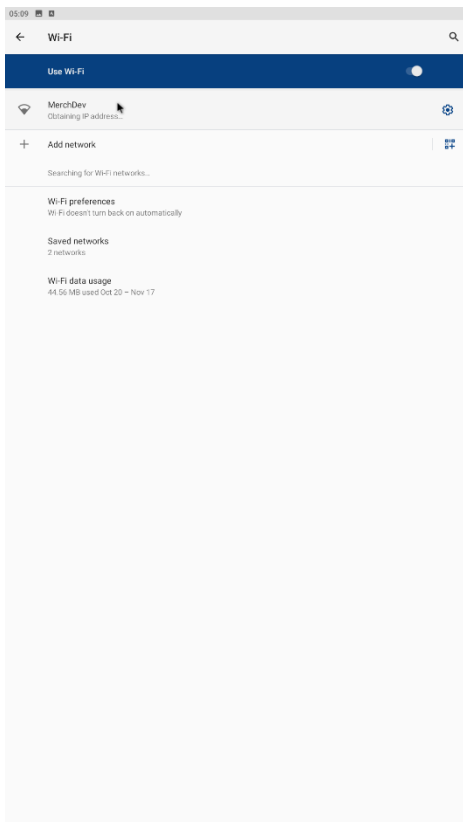 05:09
Wi-Fi
Use Wi-Fi
MerchDev
Obtaining IP address…
Add network
Searching for Wi-Fi networks…
Wi-Fi preferences
Wi-Fi doesn't turn back on automatically
Saved networks
2 networks
Wi-Fi data usage
44.56 MB used Oct 20 – Nov 17